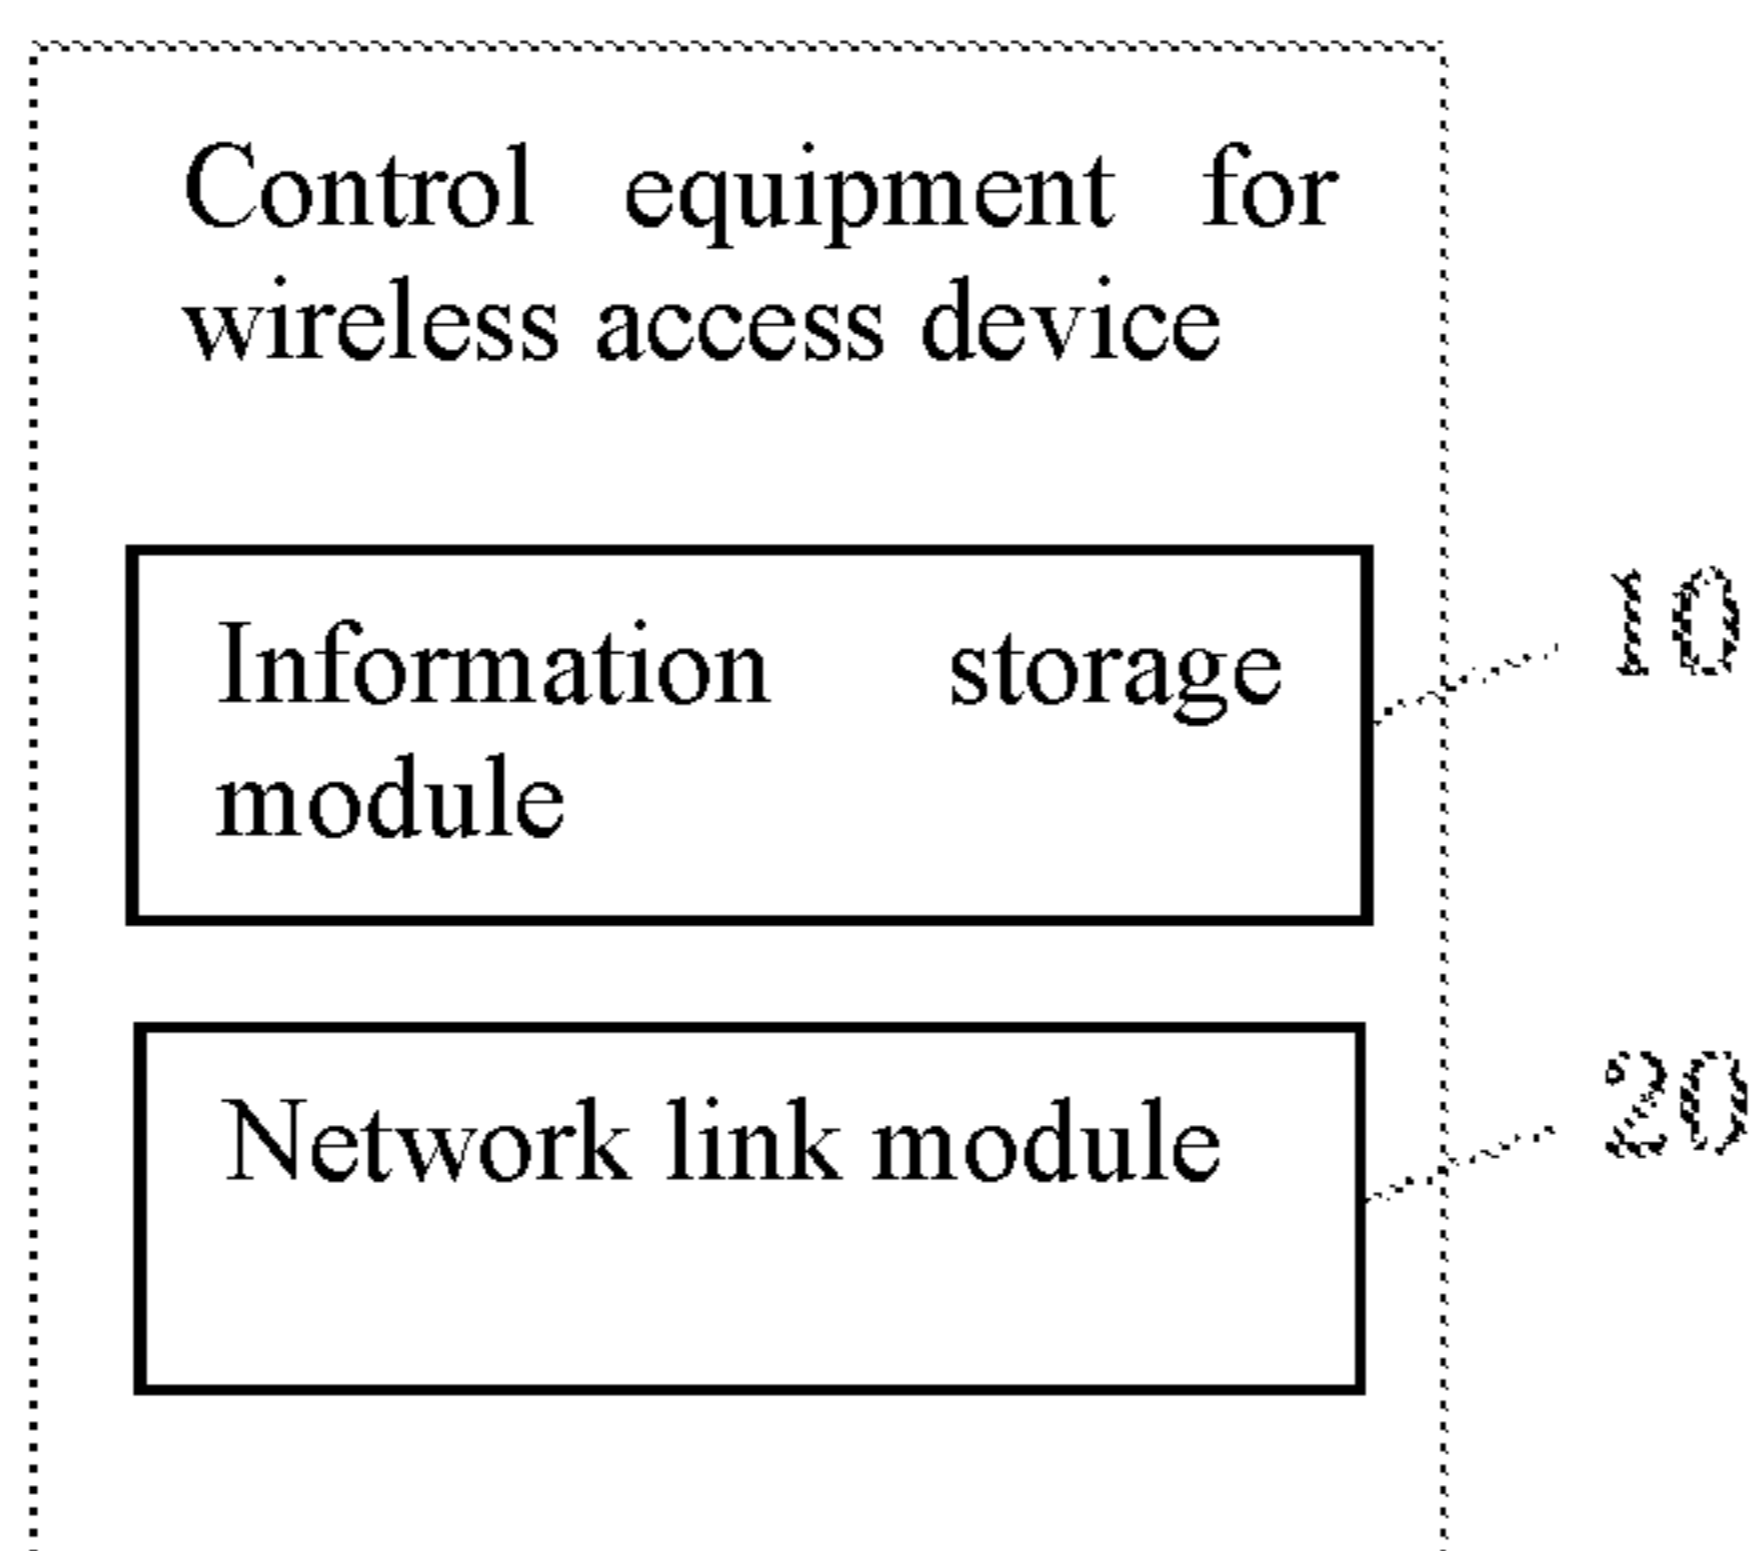 Control equipment for
wireless access device
Information storage
module
10
Network link module
20